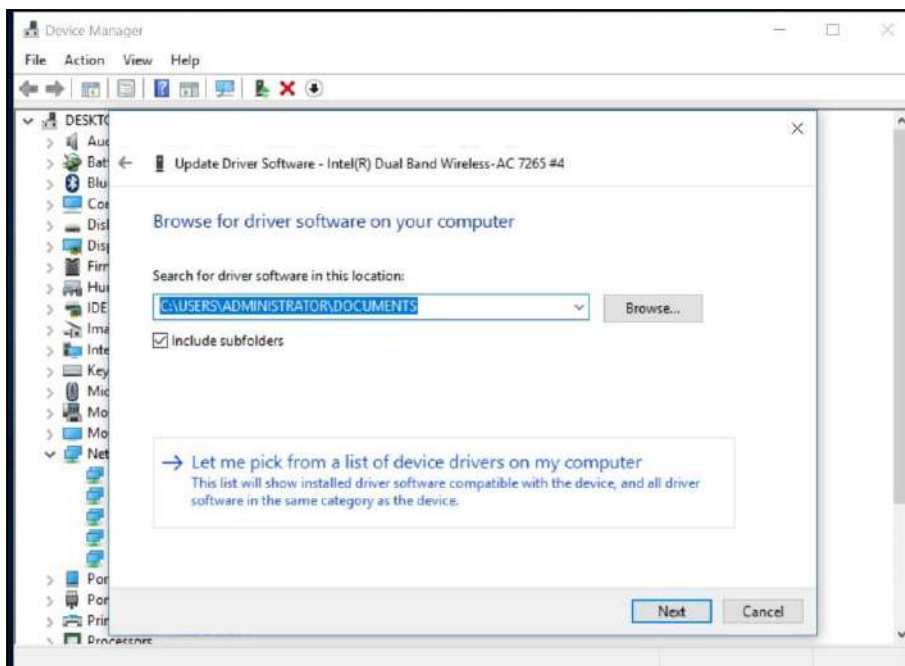 Device Manager
File Action View Help
DESKTO
Aud
Bat
Update Driver Software - Intel(R) Dual Band Wireless-AC 7265 #4
Blu
Co
Dis
Browse for driver software on your computer
Disp
Firm
Search for driver software in this location:
Hu
C:\USERS\ADMINISTRATOR\DOCUMENTS
Browse...
IDE
Ima
Include subfolders
Inte
Key
Mic
Mo
Mo
Net
Let me pick from a list of device drivers on my computer
This list will show installed driver software compatible with the device, and all driver
software in the same category as the device.
Por
Por
Prin
Next Cancel
Processors